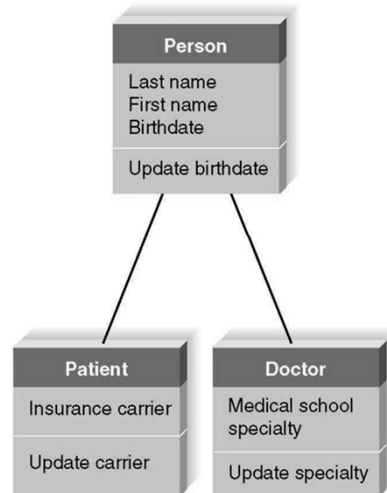 Person
Last name
First name
Birthdate
Update birthdate
Patient
Insurance carrier
Update carrier
Doctor
Medical school
specialty
Update specialty